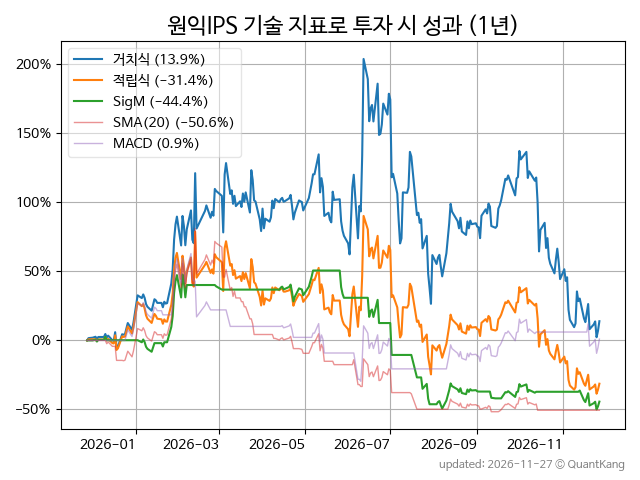 원익IPS 기술 지표로 투자 시 성과 (1년)
거치식 (13.9%)
적립식 (−31.4%)
SigM (−44.4%)
SMA(20) (−50.6%)
MACD (0.9%)
200%
150%
100%
50%
0%
−50%
2026-01 2026-03 2026-05 2026-07 2026-09 2026-11
updated: 2026-11-27 © QuantKang